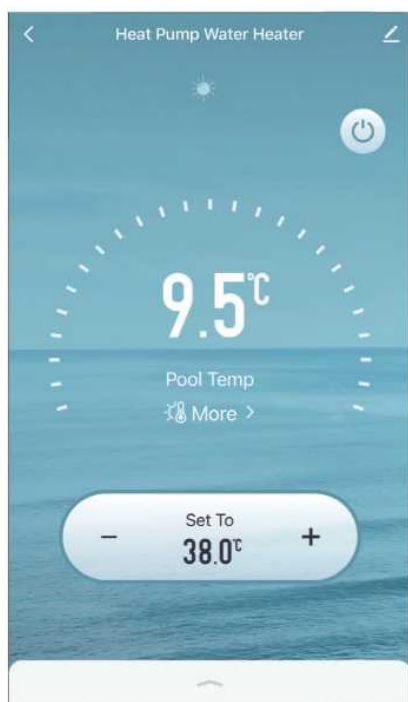 Heat Pump Water Heater
9.5℃
Pool Temp
More >
Set To
− 38.0℃ +